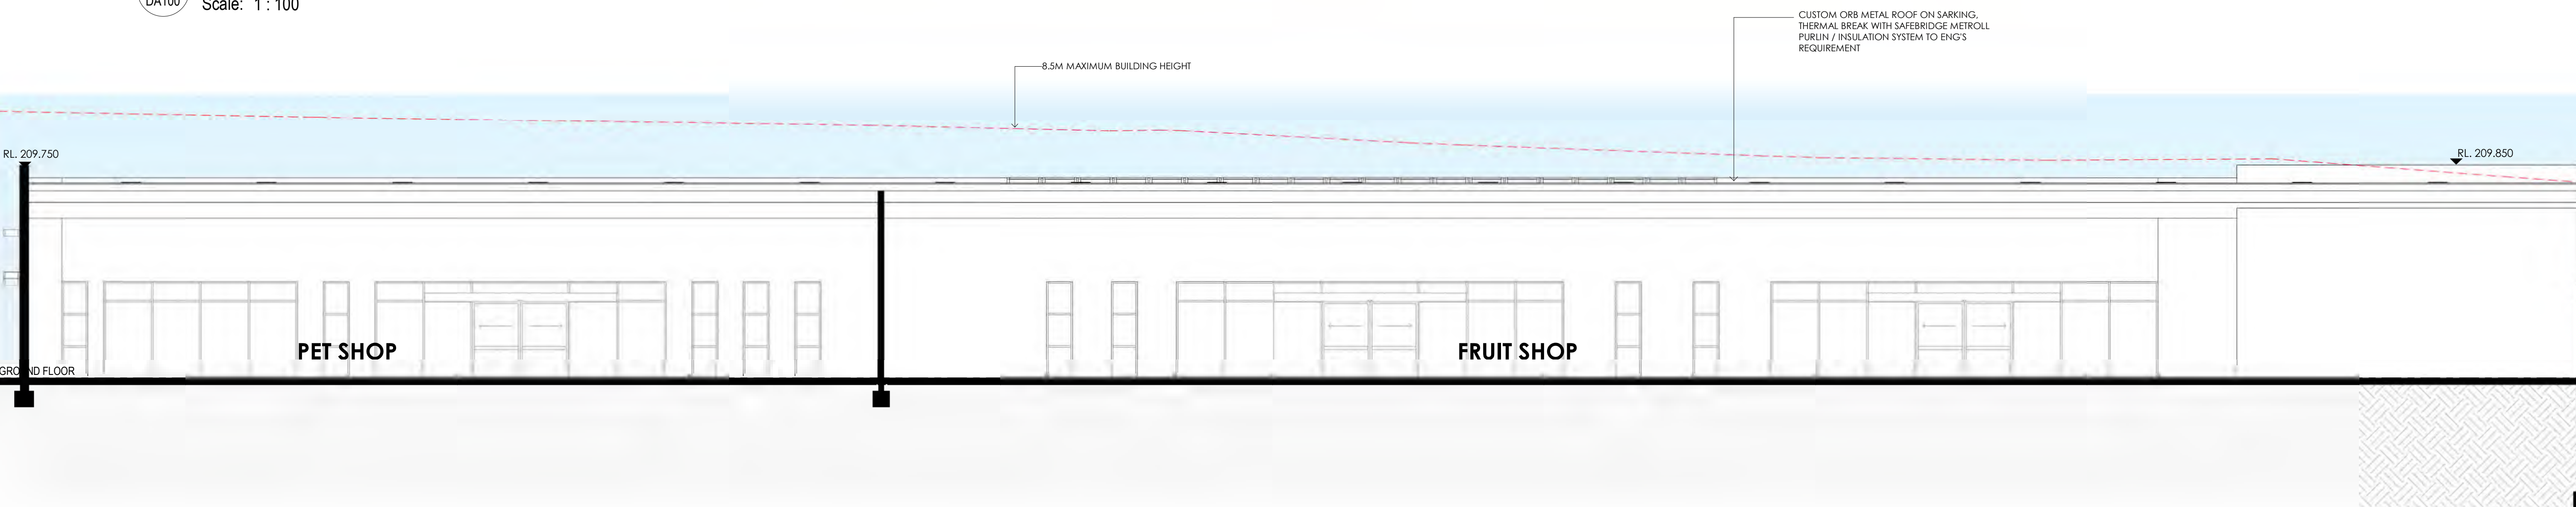 DA100
Scale: 1 : 100
CUSTOM ORB METAL ROOF ON SARKING,
THERMAL BREAK WITH SAFEBRIDGE METROLL
PURLIN / INSULATION SYSTEM TO ENG'S
REQUIREMENT
8.5M MAXIMUM BUILDING HEIGHT
RL. 209.750
RL. 209.850
PET SHOP
FRUIT SHOP
GROUND FLOOR